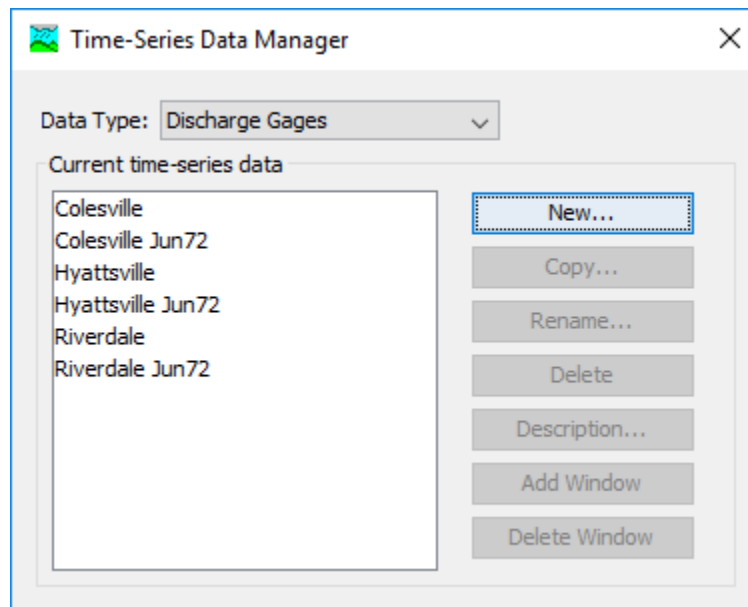 Time-Series Data Manager
Data Type: Discharge Gages
Current time-series data
Colesville
Colesville Jun72
Hyattsville
Hyattsville Jun72
Riverdale
Riverdale Jun72
New...
Copy...
Rename...
Delete
Description...
Add Window
Delete Window